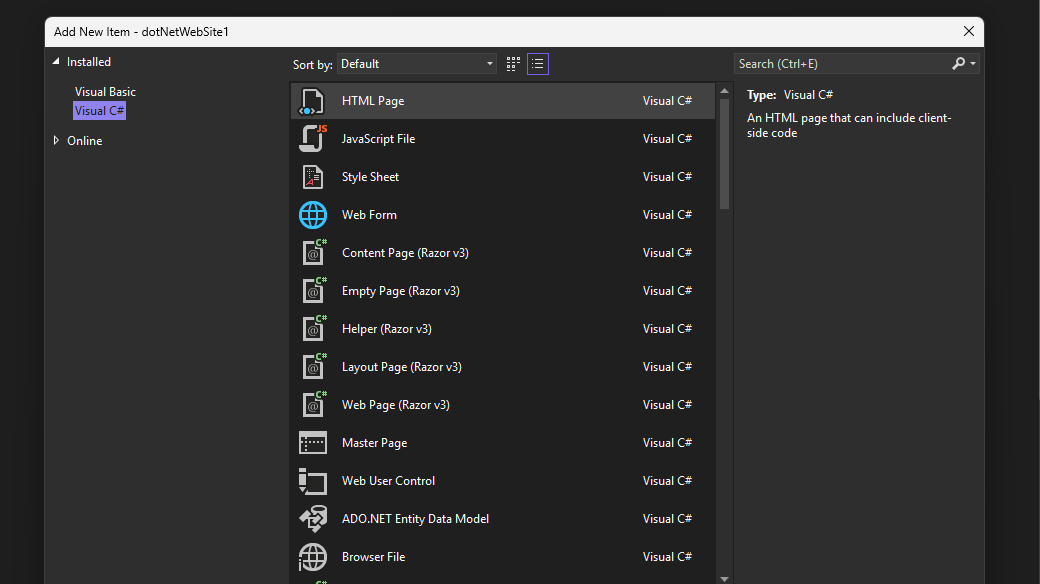 Add New Item - dotNetWebSite1
Installed
Visual Basic
Visual C#
Online
Sort by: Default
Search (Ctrl+E)
HTML Page Visual C#
JS
JavaScript File Visual C#
Style Sheet Visual C#
Web Form Visual C#
C#
@
Content Page (Razor v3) Visual C#
C#
@
Empty Page (Razor v3) Visual C#
C#
@
Helper (Razor v3) Visual C#
C#
@
Layout Page (Razor v3) Visual C#
C#
@
Web Page (Razor v3) Visual C#
Master Page Visual C#
Web User Control Visual C#
ADO.NET Entity Data Model Visual C#
Browser File Visual C#
Type: Visual C#
An HTML page that can include client-
side code